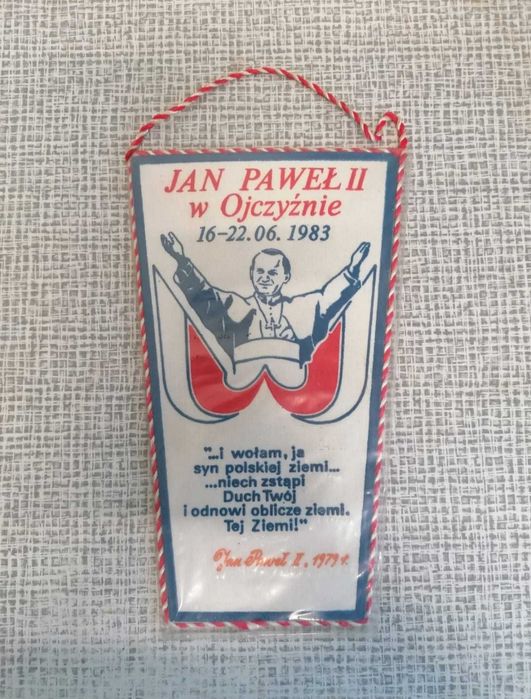 JAN PAWEŁ II
w Ojczyźnie
16-22.06. 1983
"...i wołam, ja
syn polskiej ziemi...
...niech zstąpi
Duch Twój
i odnowi oblicze ziemi.
Tej Ziemi!"
Jan Paweł II, 1979 r.